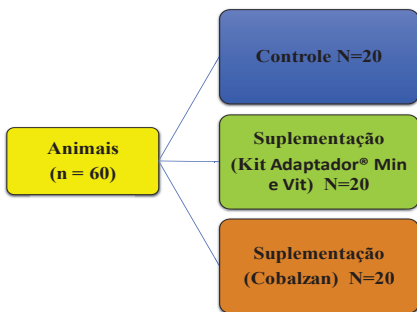 Controle N=20
Animais
(n = 60)
Suplementação
(Kit Adaptador® Min
e Vit) N=20
Suplementação
(Cobalzan) N=20